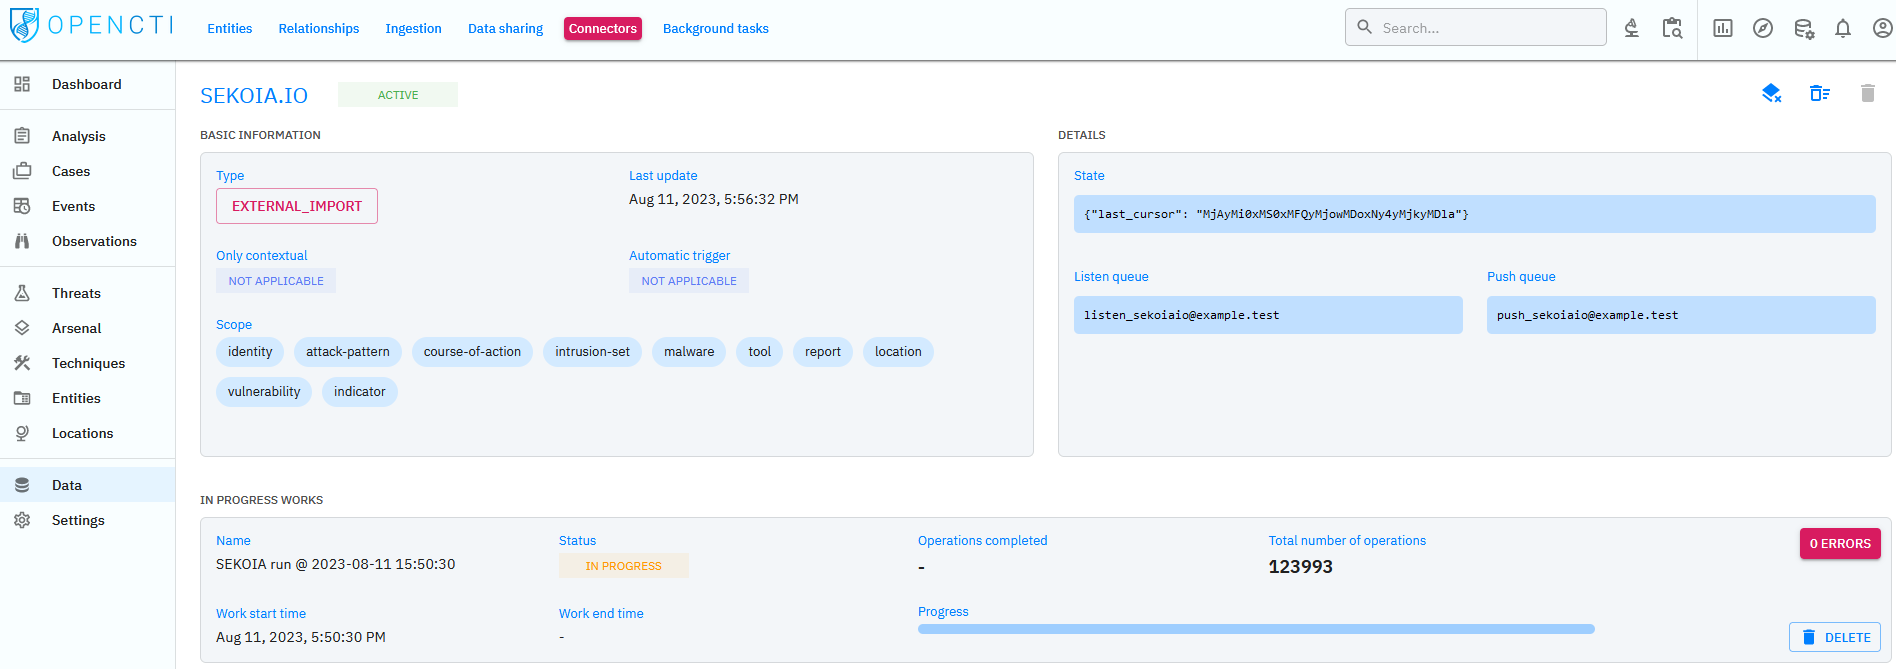 OPENCTI
Entities Relationships Ingestion Data sharing Connectors Background tasks
Search...
Dashboard
Analysis
Cases
Events
Observations
Threats
Arsenal
Techniques
Entities
Locations
Data
Settings
SEKOIA.IO ACTIVE
BASIC INFORMATION
Type
EXTERNAL_IMPORT
Last update
Aug 11, 2023, 5:56:32 PM
Only contextual
NOT APPLICABLE
Automatic trigger
NOT APPLICABLE
Scope
identity attack-pattern course-of-action intrusion-set malware tool report location
vulnerability indicator
DETAILS
State
{"last_cursor": "MjAyMi0xMS0xMFQyMjowMDoxNy4yMjkyMDla"}
Listen queue
listen_sekoiaio@example.test
Push queue
push_sekoiaio@example.test
IN PROGRESS WORKS
Name
SEKOIA run @ 2023-08-11 15:50:30
Status
IN PROGRESS
Operations completed
-
Total number of operations
123993
0 ERRORS
Work start time
Aug 11, 2023, 5:50:30 PM
Work end time
-
Progress
DELETE